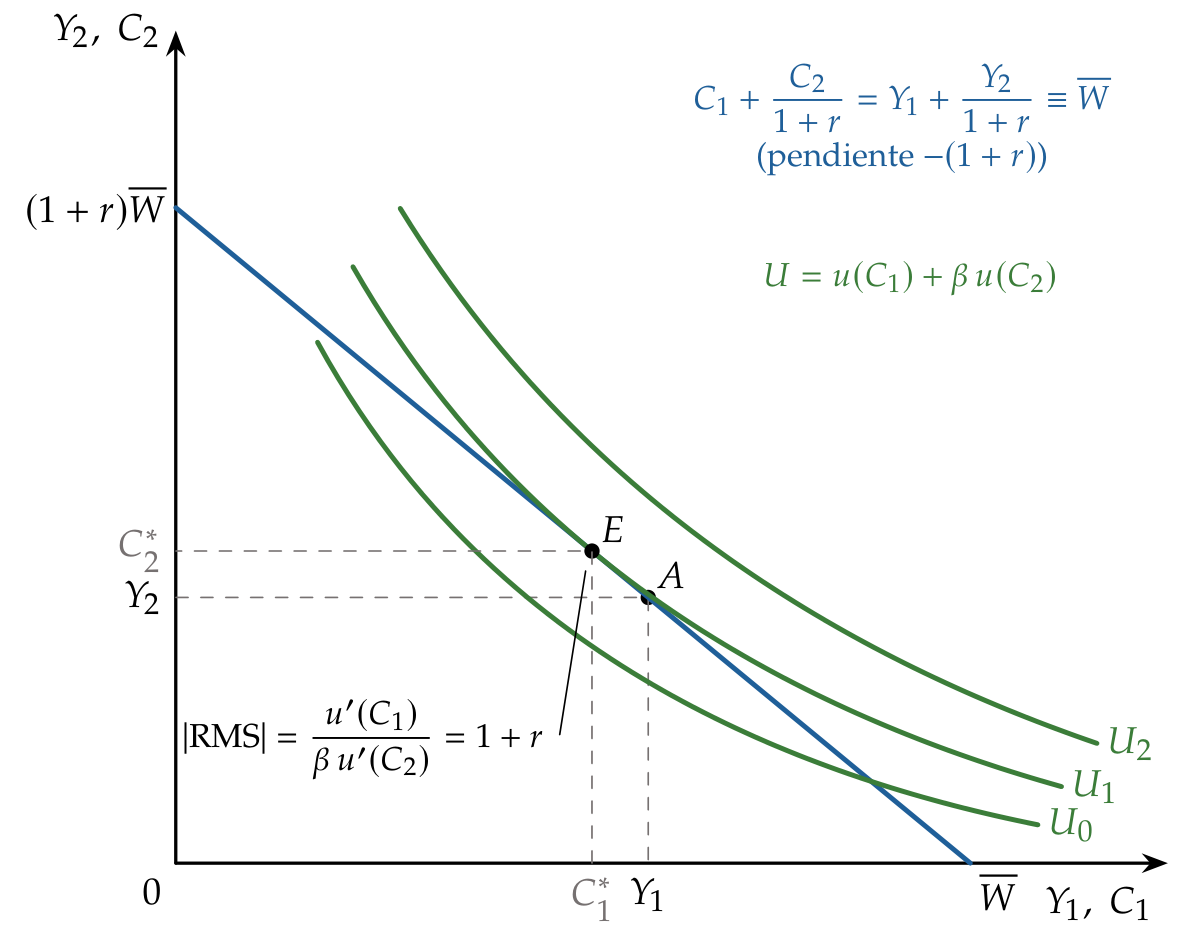 Y₂, C₂
C₁ + C₂/(1 + r) = Y₁ + Y₂/(1 + r) ≡ W̅
(pendiente −(1 + r))
(1 + r)W̅
U = u(C₁) + β u(C₂)
E
C₂*
A
Y₂
|RMS| = u′(C₁)/(β u′(C₂)) = 1 + r
U₂
U₁
U₀
0
C₁* Y₁
W̅
Y₁, C₁